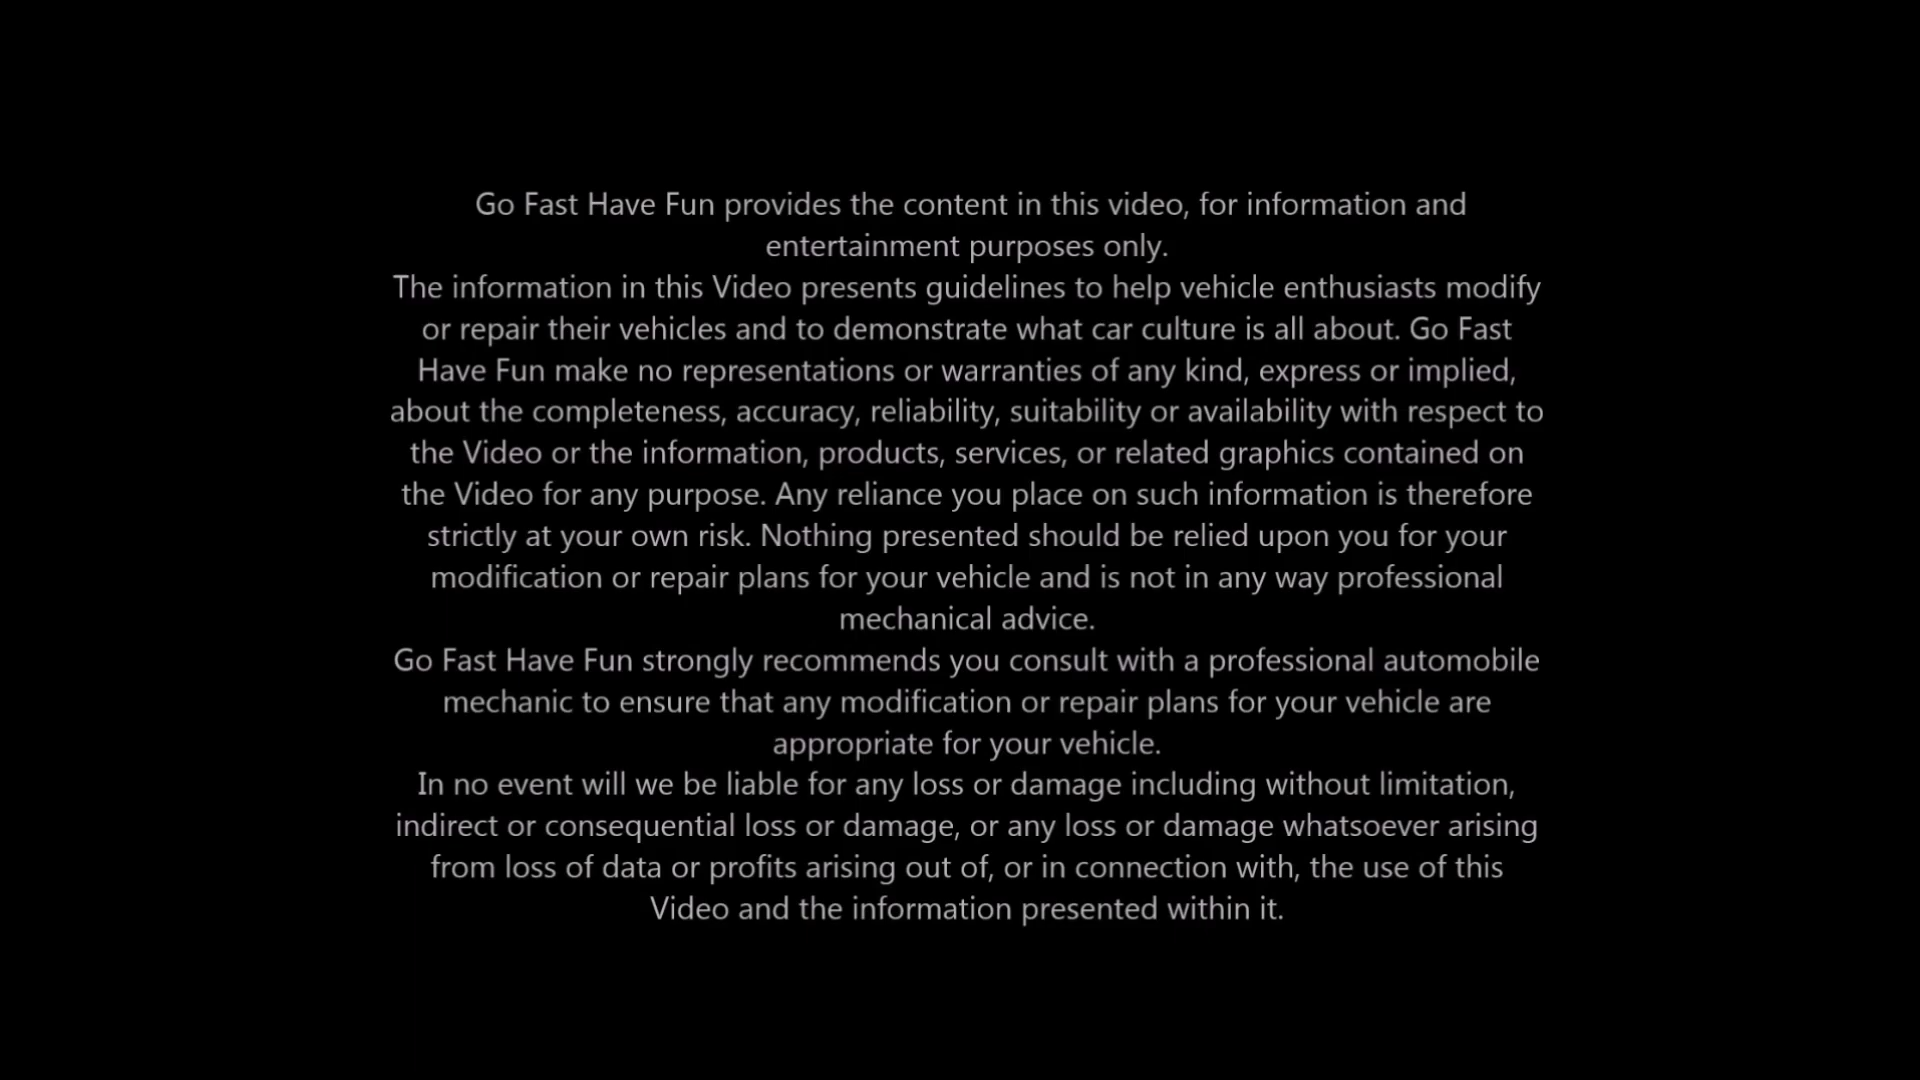 Go Fast Have Fun provides the content in this video, for information and
entertainment purposes only.
The information in this Video presents guidelines to help vehicle enthusiasts modify
or repair their vehicles and to demonstrate what car culture is all about. Go Fast
Have Fun make no representations or warranties of any kind, express or implied,
about the completeness, accuracy, reliability, suitability or availability with respect to
the Video or the information, products, services, or related graphics contained on
the Video for any purpose. Any reliance you place on such information is therefore
strictly at your own risk. Nothing presented should be relied upon you for your
modification or repair plans for your vehicle and is not in any way professional
mechanical advice.
Go Fast Have Fun strongly recommends you consult with a professional automobile
mechanic to ensure that any modification or repair plans for your vehicle are
appropriate for your vehicle.
In no event will we be liable for any loss or damage including without limitation,
indirect or consequential loss or damage, or any loss or damage whatsoever arising
from loss of data or profits arising out of, or in connection with, the use of this
Video and the information presented within it.